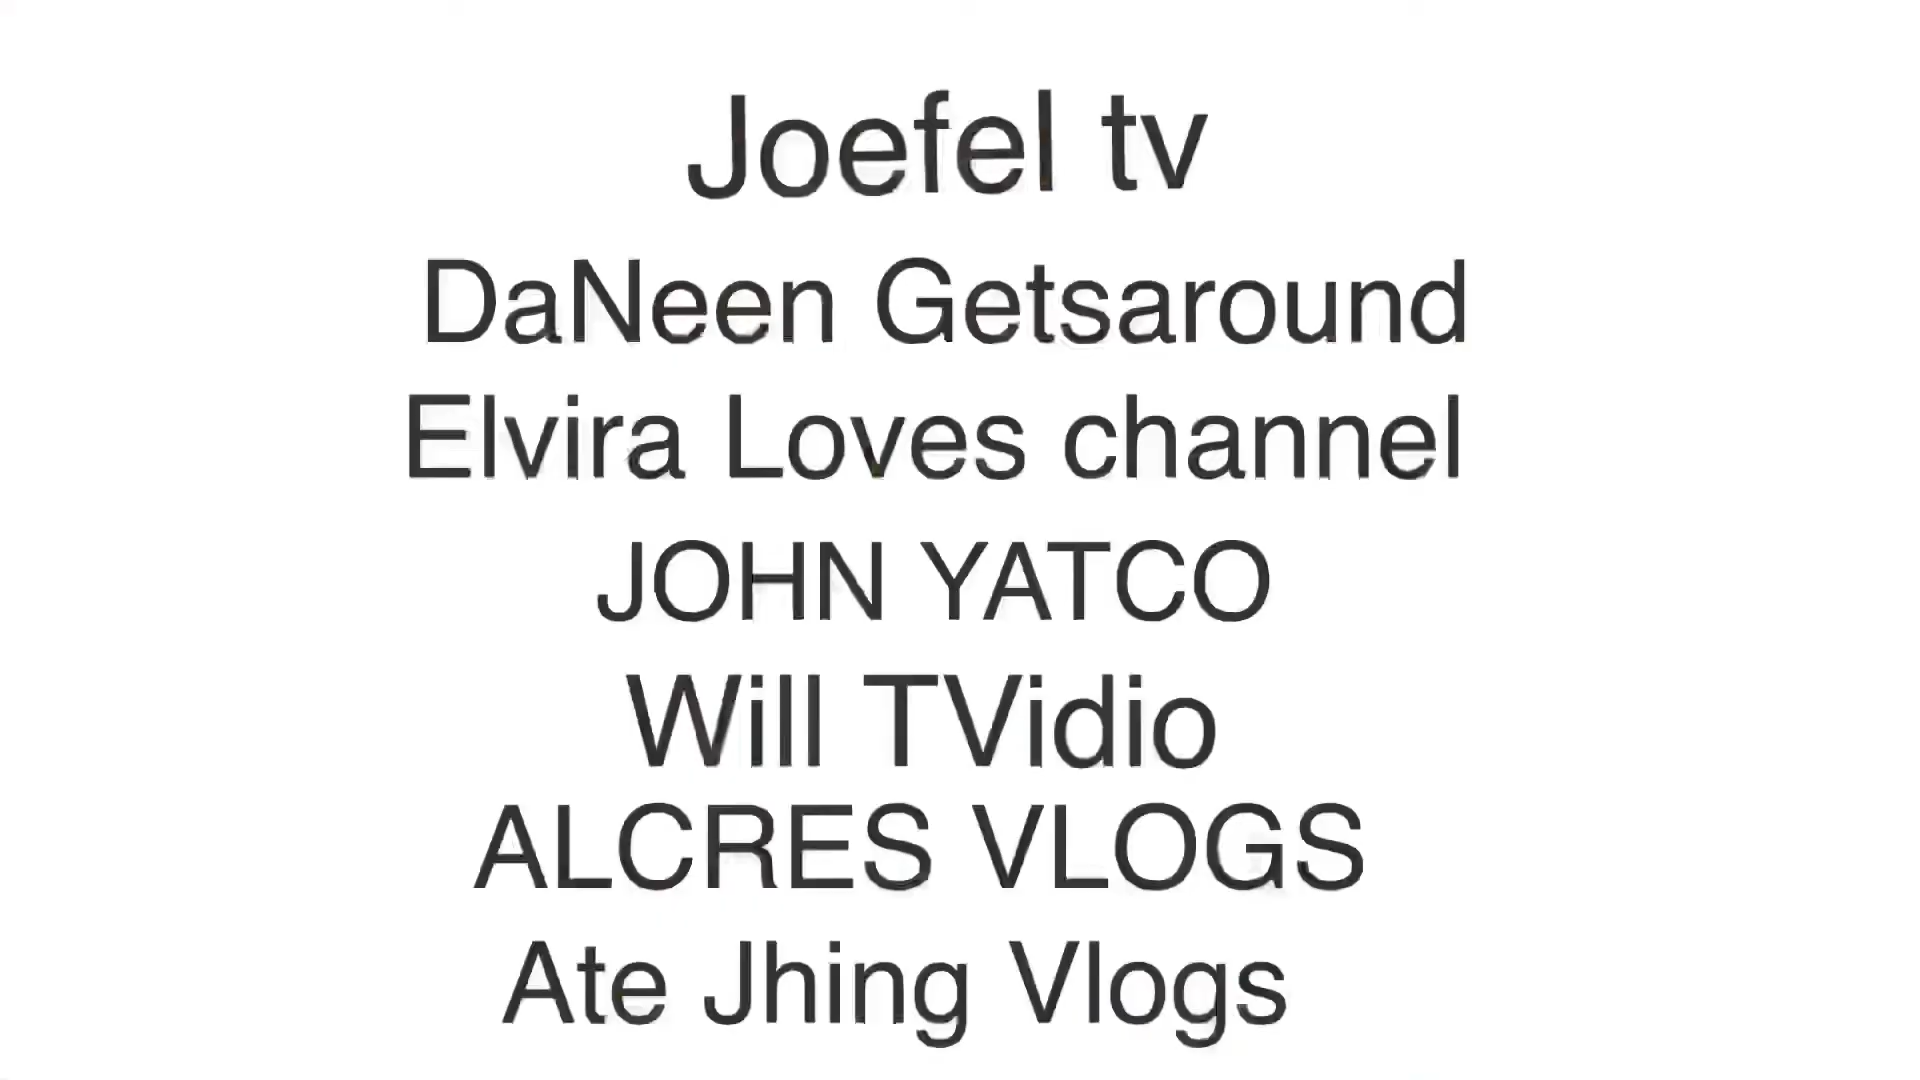 Joefel tv
DaNeen Getsaround
Elvira Loves channel
JOHN YATCO
Will TVidio
ALCRES VLOGS
Ate Jhing Vlogs